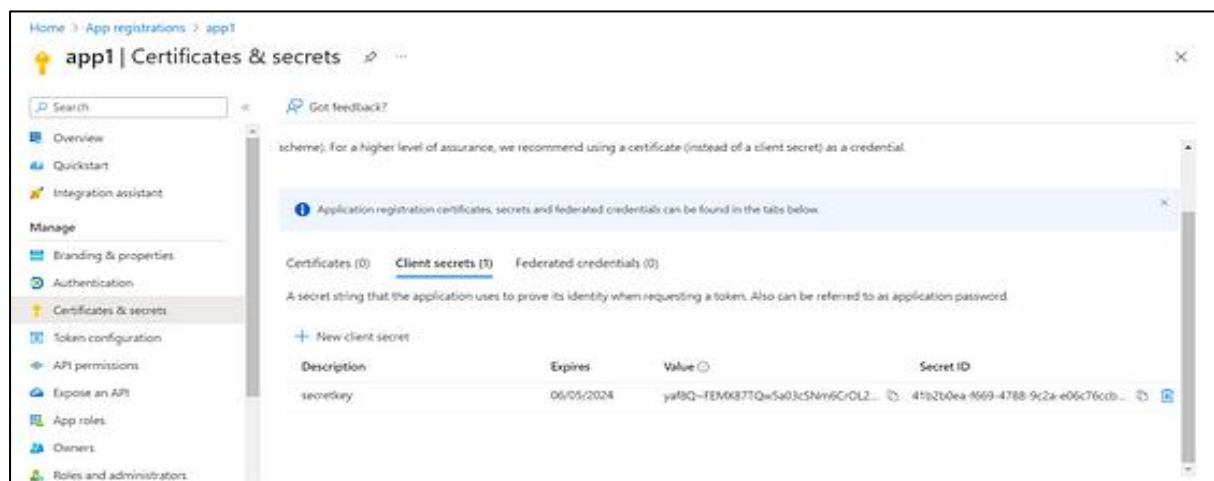 Home > App registrations > app1
app1 | Certificates & secrets ...
Search
Got feedback?
Overview
scheme). For a higher level of assurance, we recommend using a certificate (instead of a client secret) as a credential.
Quickstart
Integration assistant
Application registration certificates, secrets and federated credentials can be found in the tabs below.
Manage
Branding & properties
Certificates (0) Client secrets (1) Federated credentials (0)
Authentication
A secret string that the application uses to prove its identity when requesting a token. Also can be referred to as application password.
Certificates & secrets
Token configuration
+ New client secret
API permissions
Description Expires Value Secret ID
Expose an API
secretkey 06/05/2024
App roles
Owners
Roles and administrators